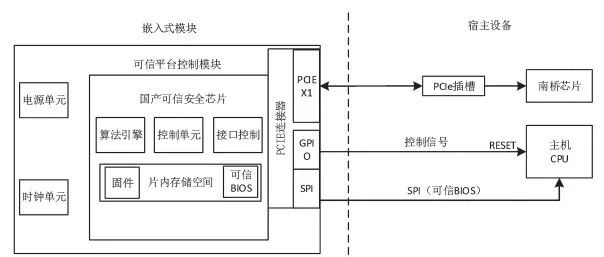 嵌入式模块
宿主设备
可信平台控制模块
国产可信安全芯片
电源单元
算法引擎
控制单元
接口控制
固件
片内存储空间
可信
BIOS
时钟单元
PCIE连接器
PCIE
X1
GPI
O
SPI
PCIe插槽
南桥芯片
控制信号
RESET
主机
CPU
SPI（可信BIOS）